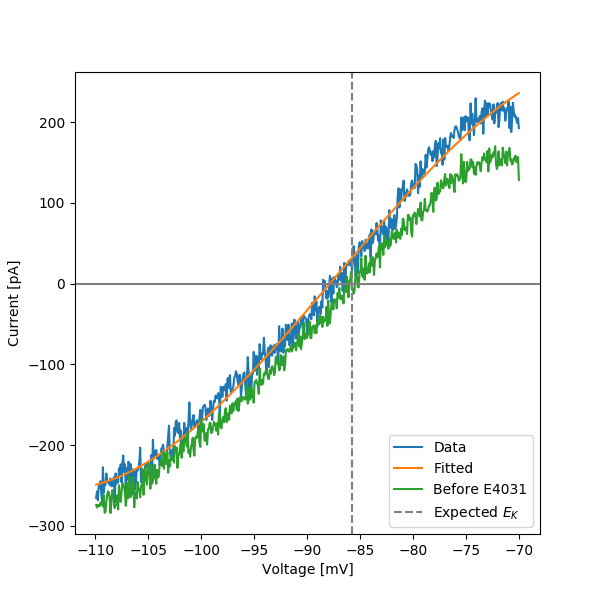 Current [pA]
200
100
0
−100
−200
−300
−110
−105
−100
−95
−90
−85
−80
−75
−70
Voltage [mV]
Data
Fitted
Before E4031
Expected E_K